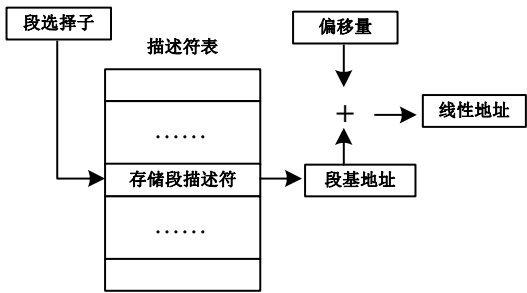 段选择子
偏移量
描述符表
线性地址
+
……
存储段描述符
段基地址
……